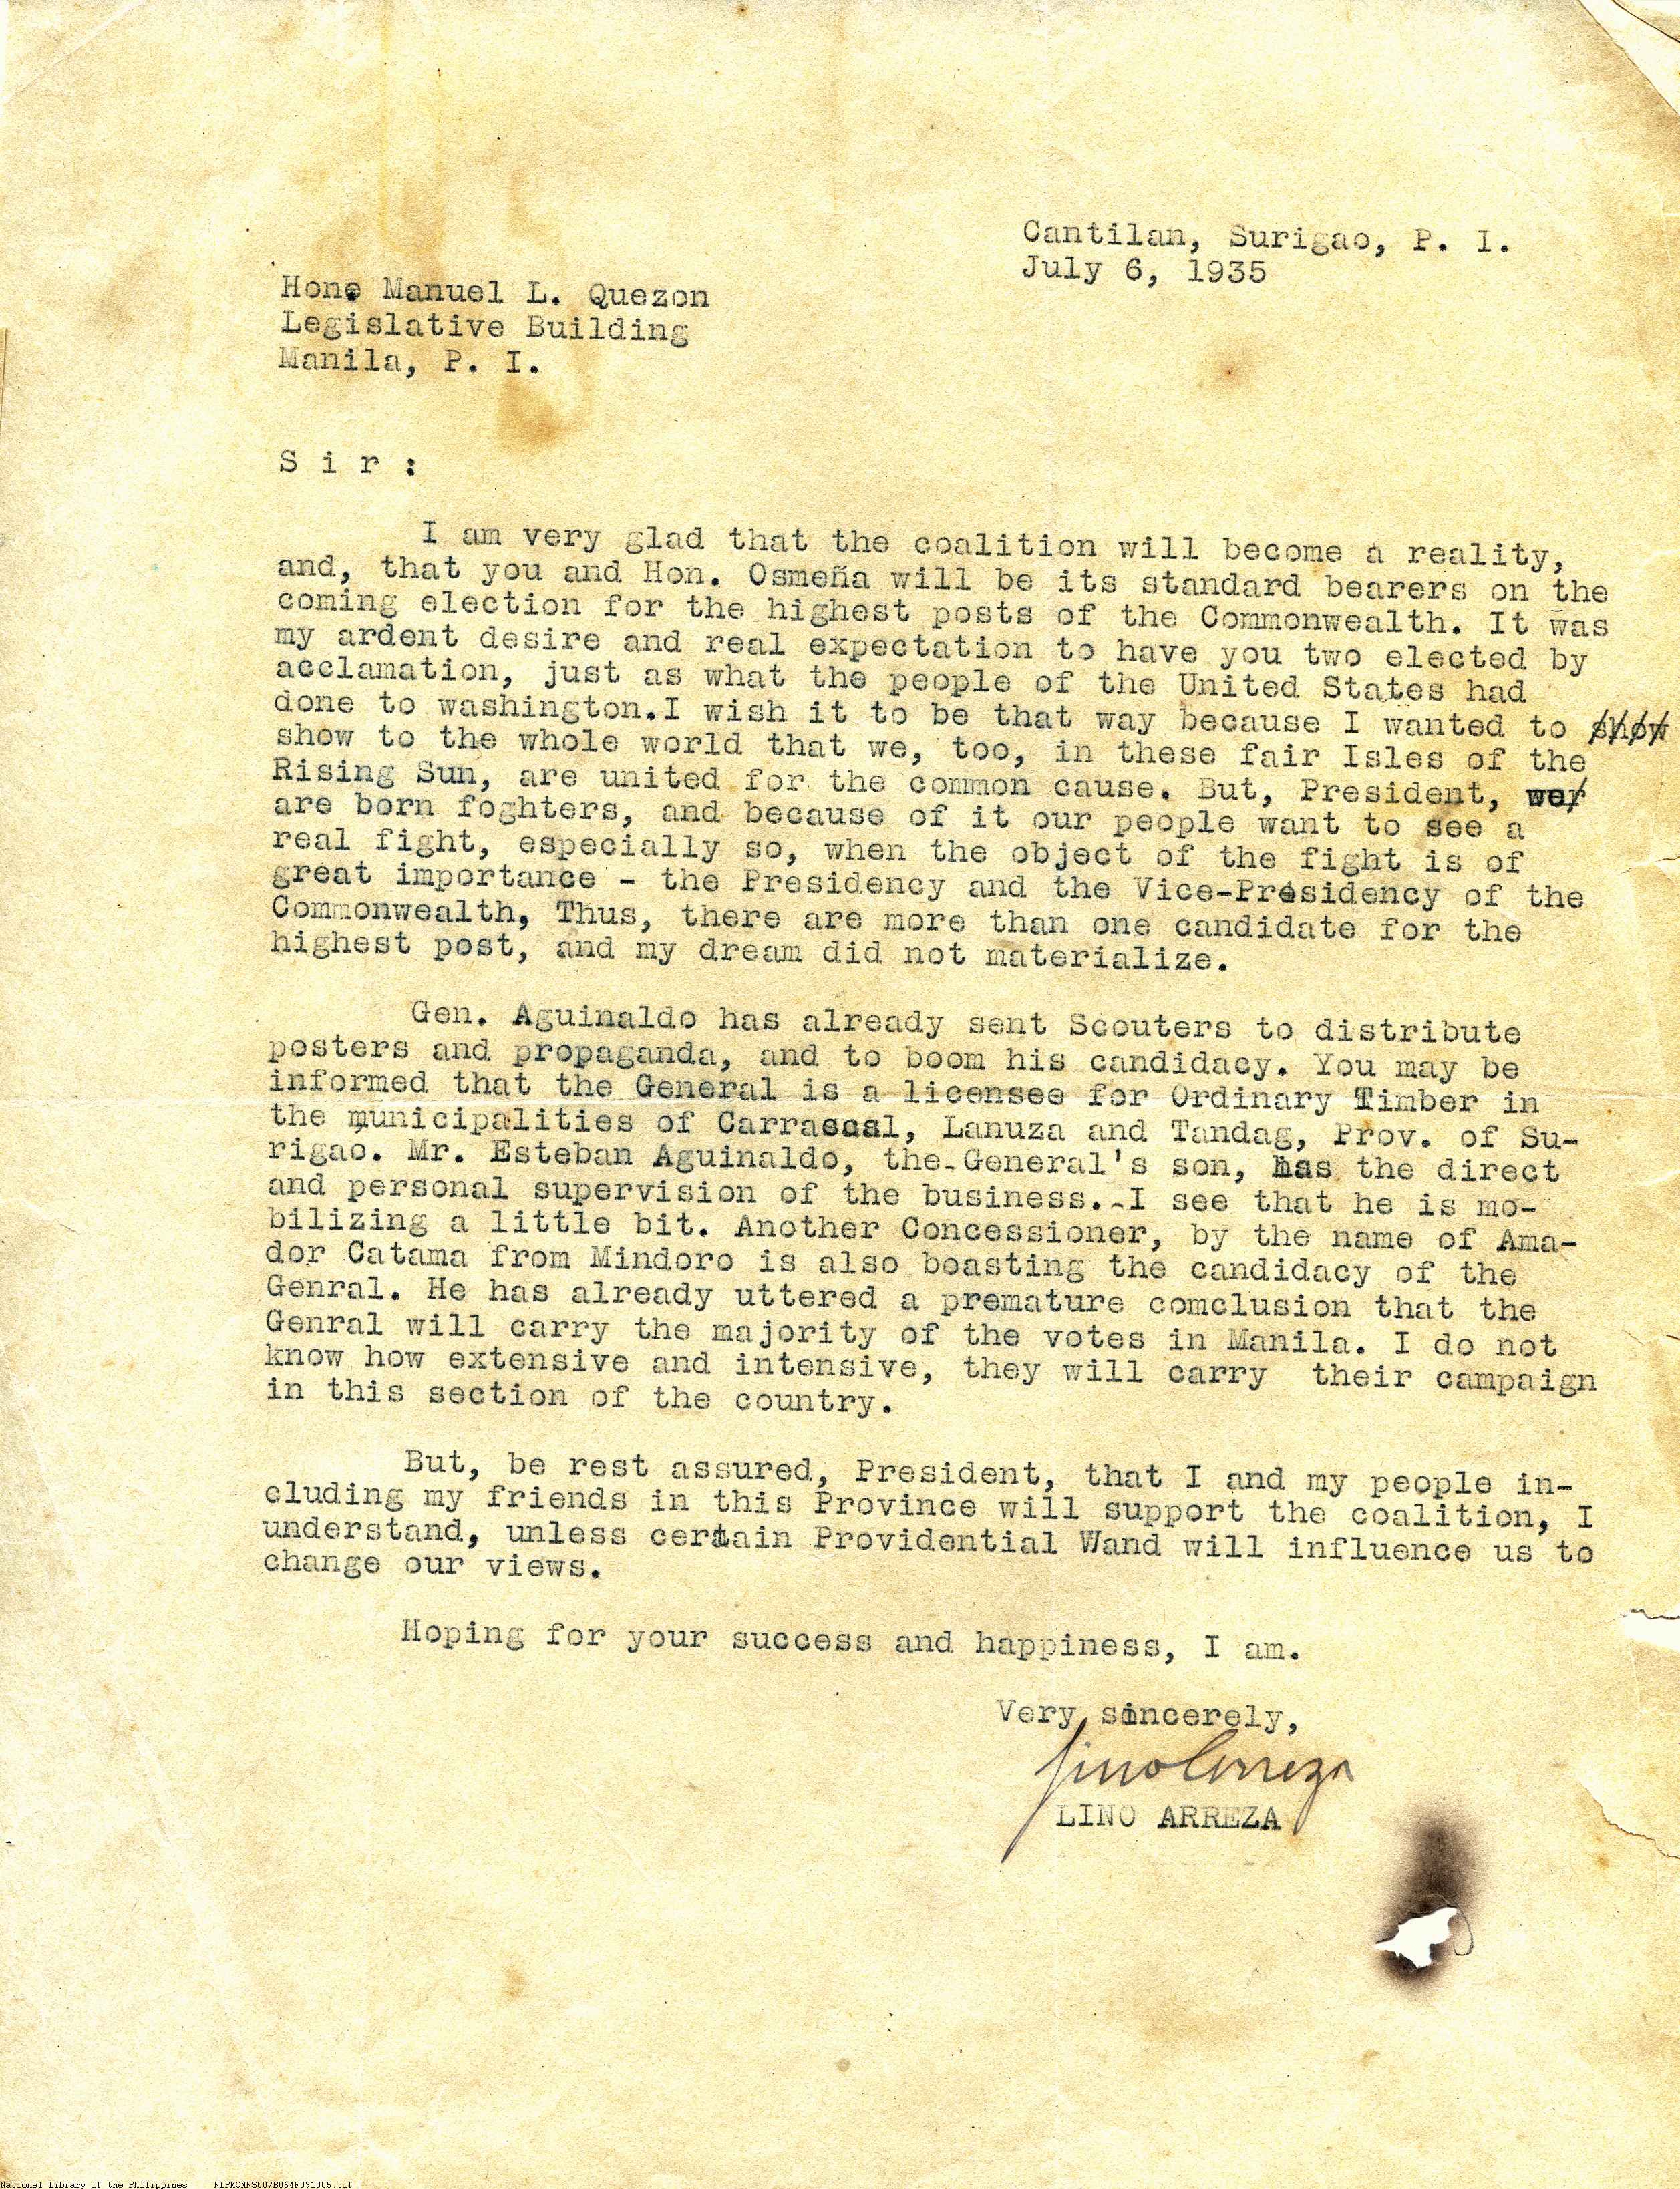 Cantilan, Surigao, P. I.
July 6, 1935
Hon. Manuel L. Quezon
Legislative Building
Manila, P. I.
S i r :
I am very glad that the coalition will become a reality,
and, that you and Hon. Osmeña will be its standard bearers on the
coming election for the highest posts of the Commonwealth. It was
my ardent desire and real expectation to have you two elected by
acclamation, just as what the people of the United States had
done to washington.I wish it to be that way because I wanted to show
show to the whole world that we, too, in these fair Isles of the
Rising Sun, are united for the common cause. But, President, we
are born foghters, and because of it our people want to see a
real fight, especially so, when the object of the fight is of
great importance - the Presidency and the Vice-Presidency of the
Commonwealth, Thus, there are more than one candidate for the
highest post, and my dream did not materialize.
Gen. Aguinaldo has already sent Scouters to distribute
posters and propaganda, and to boom his candidacy. You may be
informed that the General is a licensee for Ordinary Timber in
the municipalities of Carrascal, Lanuza and Tandag, Prov. of Su-
rigao. Mr. Esteban Aguinaldo, the General's son, has the direct
and personal supervision of the business. I see that he is mo-
bilizing a little bit. Another Concessioner, by the name of Ama-
dor Catama from Mindoro is also boasting the candidacy of the
Genral. He has already uttered a premature comclusion that the
Genral will carry the majority of the votes in Manila. I do not
know how extensive and intensive, they will carry their campaign
in this section of the country.
But, be rest assured, President, that I and my people in-
cluding my friends in this Province will support the coalition, I
understand, unless certain Providential Wand will influence us to
change our views.
Hoping for your success and happiness, I am.
Very sincerely,
Lino Arreza
LINO ARREZA
National Library of the Philippines NLPMQMNS007B064F091005.tif